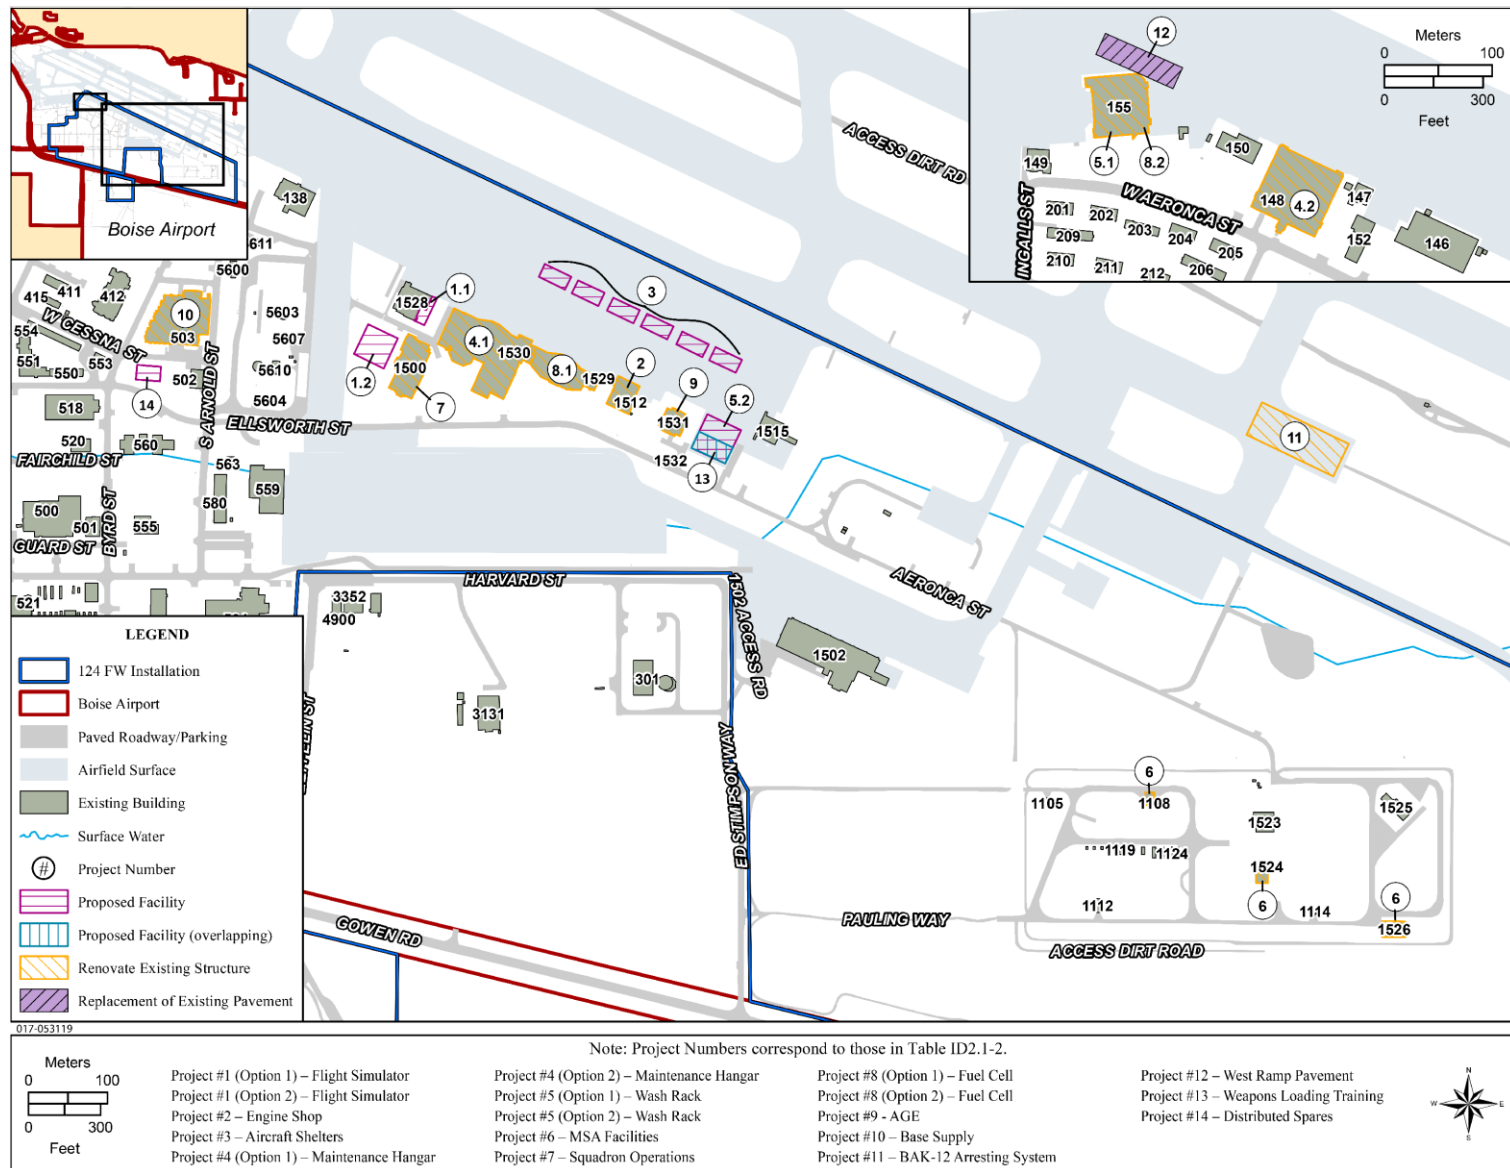 Boise Airport
12
Meters
0 100
0 300
Feet
155
5.1
8.2
150
149
147
148
4.2
152
146
W AERONCA ST
INGALLS ST
201
202
203
204
205
209
210
211
212
206
ACCESS DIRT RD
138
611
5600
411
415
412
10
503
W CESSNA ST
554
551
550
553
502
14
518
520
560
FAIRCHILD ST
S ARNOLD ST
5603
5607
5610
5604
ELLSWORTH ST
563
559
580
500
501
555
BYRD ST
GUARD ST
521
1528
1.1
1.2
1500
7
4.1
1530
8.1
1529
2
1512
9
1531
5.2
1515
1532
13
3
11
HARVARD ST
3352
4900
301
3131
1502 ACCESS RD
1502
AERONCA ST
ED STIMPSON WAY
GOWEN RD
6
1105
1108
1119
1124
1523
1525
1524
6
6
1526
1112
1114
PAULING WAY
ACCESS DIRT ROAD
LEGEND
124 FW Installation
Boise Airport
Paved Roadway/Parking
Airfield Surface
Existing Building
Surface Water
# Project Number
Proposed Facility
Proposed Facility (overlapping)
Renovate Existing Structure
Replacement of Existing Pavement
017-053119
Note: Project Numbers correspond to those in Table ID2.1-2.
Meters
0 100
0 300
Feet
Project #1 (Option 1) – Flight Simulator
Project #1 (Option 2) – Flight Simulator
Project #2 – Engine Shop
Project #3 – Aircraft Shelters
Project #4 (Option 1) – Maintenance Hangar
Project #4 (Option 2) – Maintenance Hangar
Project #5 (Option 1) – Wash Rack
Project #5 (Option 2) – Wash Rack
Project #6 – MSA Facilities
Project #7 – Squadron Operations
Project #8 (Option 1) – Fuel Cell
Project #8 (Option 2) – Fuel Cell
Project #9 - AGE
Project #10 – Base Supply
Project #11 – BAK-12 Arresting System
Project #12 – West Ramp Pavement
Project #13 – Weapons Loading Training
Project #14 – Distributed Spares
N
W E
S